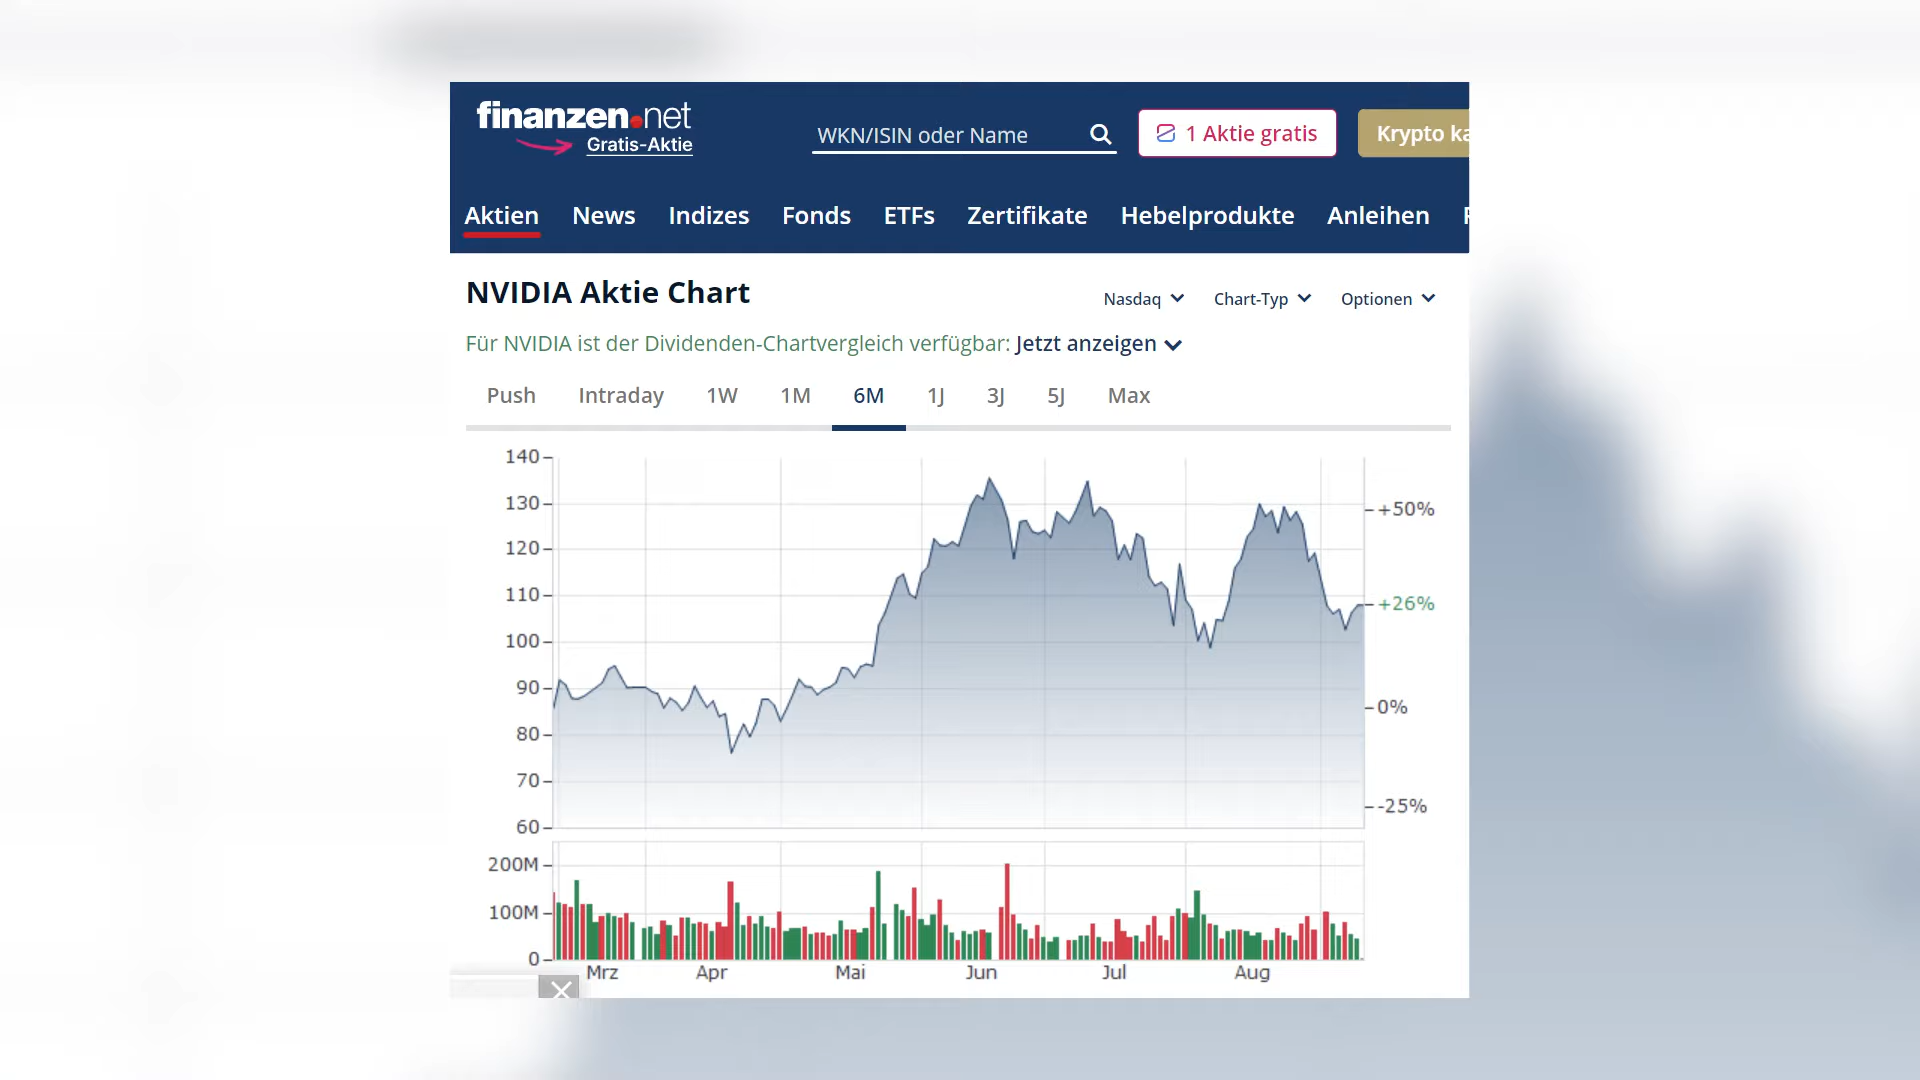 finanzen.net
Gratis-Aktie
WKN/ISIN oder Name
1 Aktie gratis
Krypto
Aktien News Indizes Fonds ETFs Zertifikate Hebelprodukte Anleihen
NVIDIA Aktie Chart
Nasdaq Chart-Typ Optionen
Für NVIDIA ist der Dividenden-Chartvergleich verfügbar: Jetzt anzeigen
Push Intraday 1W 1M 6M 1J 3J 5J Max
140
130
120
110
100
90
80
70
60
+50%
+26%
0%
-25%
200M
100M
0
Mrz Apr Mai Jun Jul Aug